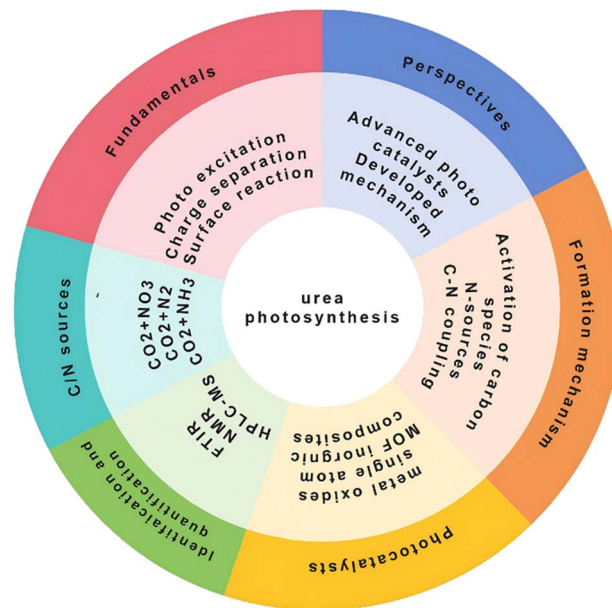 urea
photosynthesis
Fundamentals
Photo excitation
Charge separation
Surface reaction
Perspectives
Advanced photo
catalysts
Developed
mechanism
Formation mechanism
Activation of carbon
species
N-sources
C-N coupling
Photocatalysts
metal oxides
single atom
MOF inorgnic
composites
Identifaication and
quantification
FTIR
NMR
HPLC-MS
C/N sources
CO2+NO3
CO2+N2
CO2+NH3